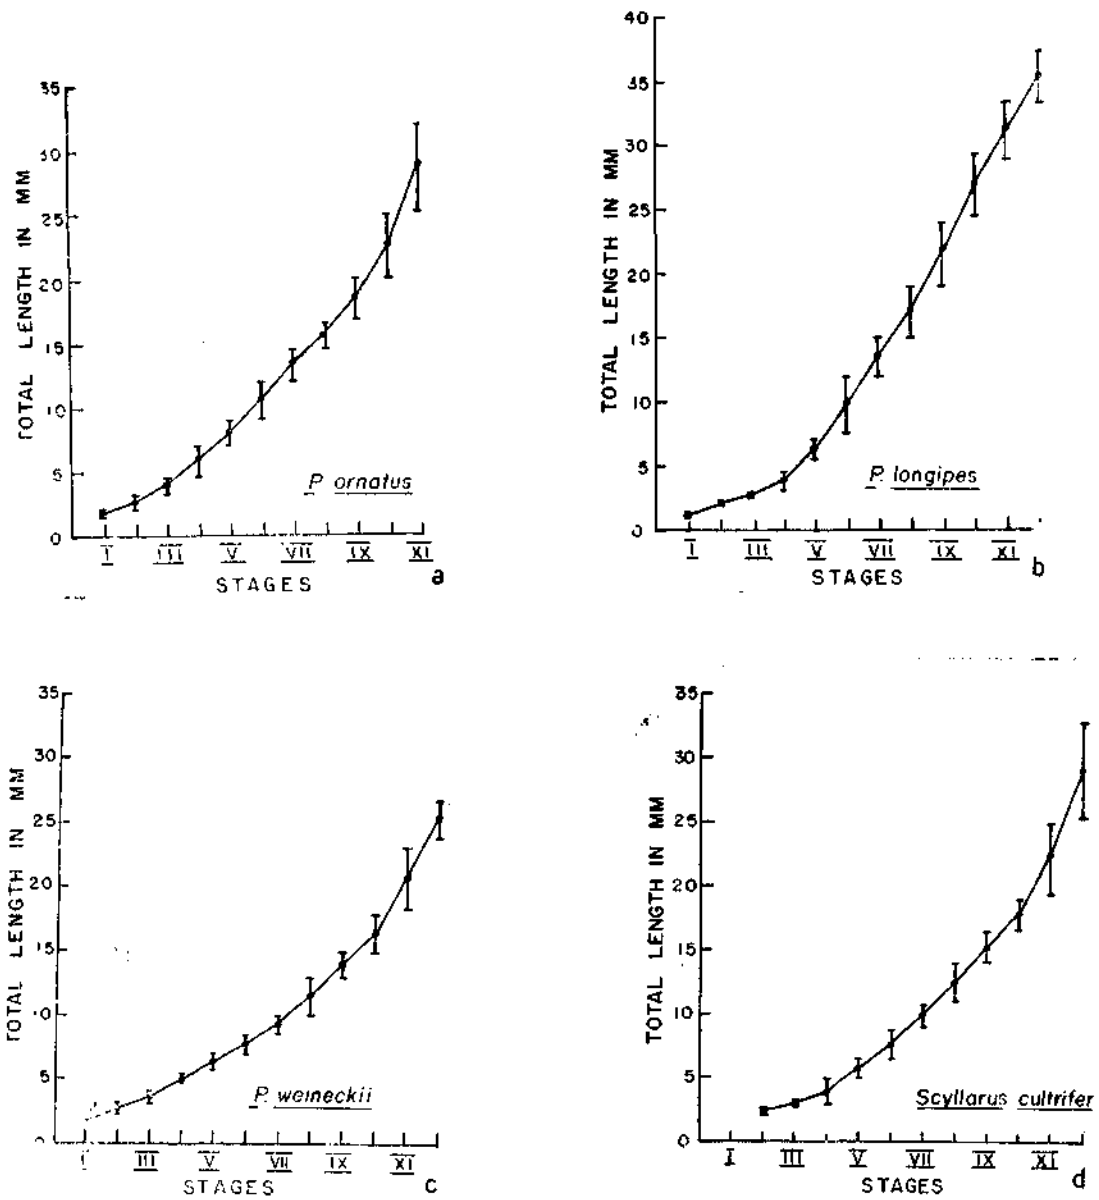 35
30
25
20
15
10
5
0
TOTAL LENGTH IN MM
P. ornatus
I III V VII IX XI
STAGES
a
40
35
30
25
20
15
10
5
0
TOTAL LENGTH IN MM
P. longipes
I III V VII IX XI
STAGES
b
35
30
25
20
15
10
5
0
TOTAL LENGTH IN MM
P. weineckii
I III V VII IX XI
STAGES
c
35
30
25
20
15
10
5
0
TOTAL LENGTH IN MM
Scyllarus cultrifer
I III V VII IX XI
STAGES
d